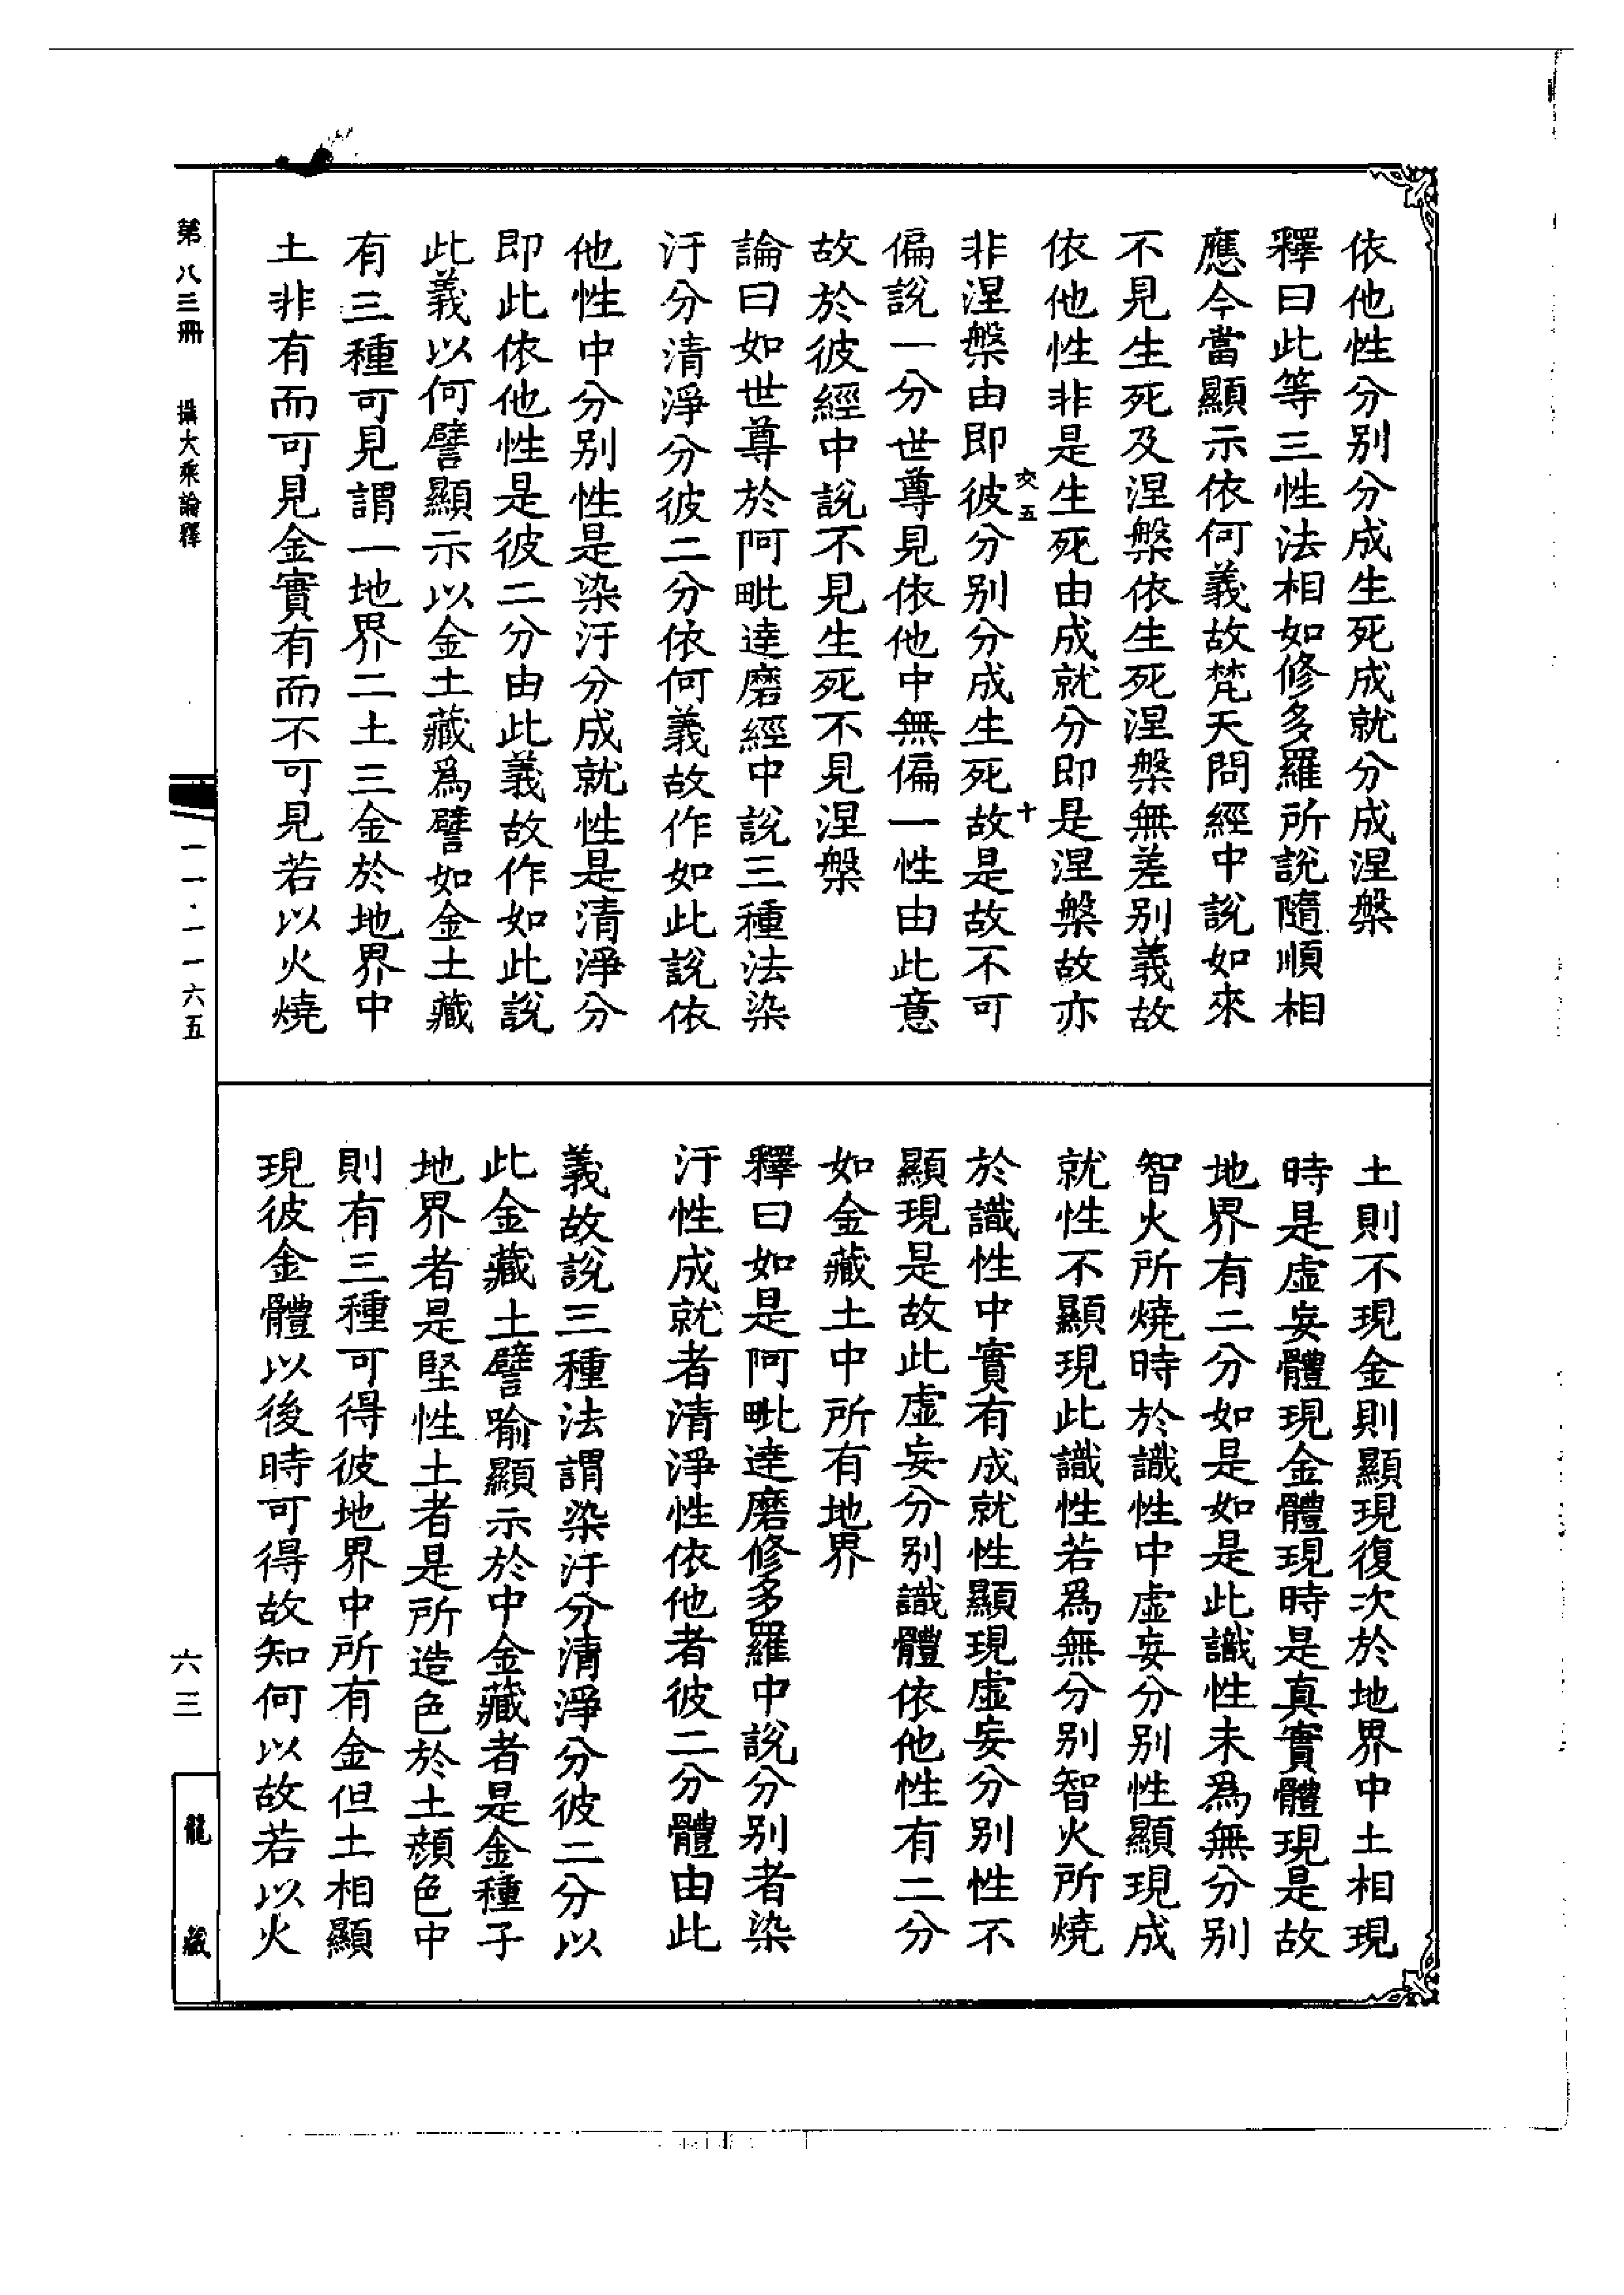 依他性分别分成生死成就分成涅槃
釋曰此等三性法相如修多羅所說隨順相
應今當顯示依何義故梵天問經中說如來
不見生死及涅槃依生死涅槃無差别義故
依他性非是生死由成就分即是涅槃故亦
交五
十
非涅槃由即彼分别分成生死故是故不可
偏說一分世尊見依他中無偏一性由此意
故於彼經中說不見生死不見涅槃
論曰如世尊於阿毗達磨經中說三種法染
汙分清淨分彼二分依何義故作如此說依
他性中分别性是染汙分成就性是清淨分
即此依他性是彼二分由此義故作如此說
此義以何譬顯示以金土藏爲譬如金土藏
有三種可見謂一地界二土三金於地界中
土非有而可見金實有而不可見若以火燒
土則不現金則顯現復次於地界中土相現
時是虛妄體現金體現時是真實體現是故
地界有二分如是如是此識性未爲無分别
智火所燒時於識性中虛妄分别性顯現成
就性不顯現此識性若爲無分别智火所燒
於識性中實有成就性顯現虛妄分别性不
顯現是故此虛妄分别識體依他性有二分
如金藏土中所有地界
釋曰如是阿毗達磨修多羅中說分别者染
汙性成就者清淨性依他者彼二分體由此
義故說三種法謂染汙分清淨分彼二分以
此金藏土譬喻顯示於中金藏者是金種子
地界者是堅性土者是所造色於土顏色中
則有三種可得彼地界中所有金但土相顯
現彼金體以後時可得故知何以故若以火
第八三冊
攝大乘論釋
一一·一一六五
六三
龍藏